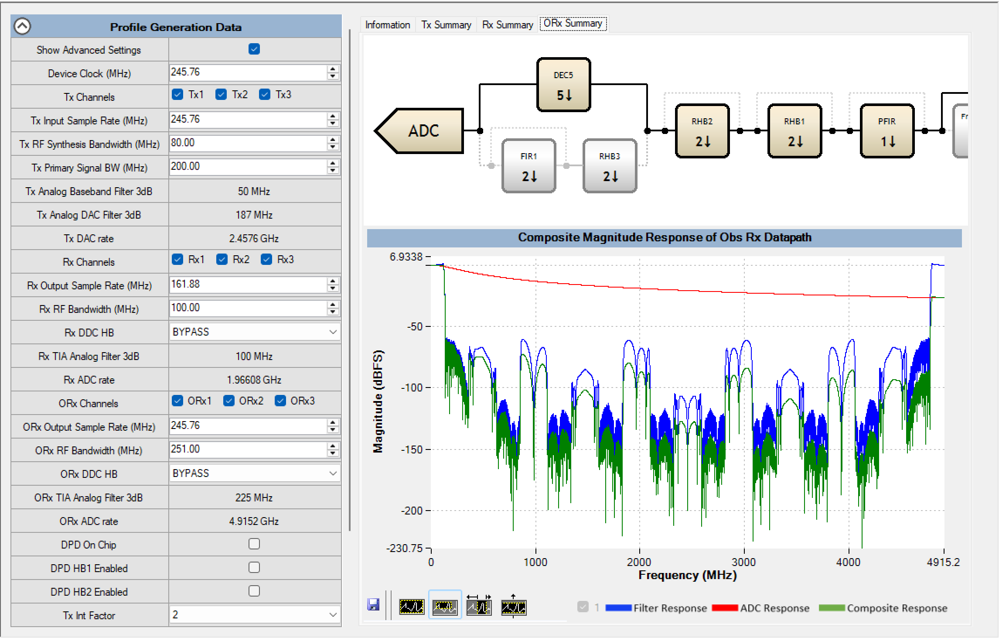 Profile Generation Data
Show Advanced Settings
Device Clock (MHz) 245.76
Tx Channels Tx1 Tx2 Tx3
Tx Input Sample Rate (MHz) 245.76
Tx RF Synthesis Bandwidth (MHz) 80.00
Tx Primary Signal BW (MHz) 200.00
Tx Analog Baseband Filter 3dB 50 MHz
Tx Analog DAC Filter 3dB 187 MHz
Tx DAC rate 2.4576 GHz
Rx Channels Rx1 Rx2 Rx3
Rx Output Sample Rate (MHz) 161.88
Rx RF Bandwidth (MHz) 100.00
Rx DDC HB BYPASS
Rx TIA Analog Filter 3dB 100 MHz
Rx ADC rate 1.96608 GHz
ORx Channels ORx1 ORx2 ORx3
ORx Output Sample Rate (MHz) 245.76
ORx RF Bandwidth (MHz) 251.00
ORx DDC HB BYPASS
ORx TIA Analog Filter 3dB 225 MHz
ORx ADC rate 4.9152 GHz
DPD On Chip
DPD HB1 Enabled
DPD HB2 Enabled
Tx Int Factor 2
Information Tx Summary Rx Summary ORx Summary
DEC5
5↓
ADC
FIR1
2↓
RHB3
2↓
RHB2
2↓
RHB1
2↓
PFIR
1↓
Fr
Composite Magnitude Response of Obs Rx Datapath
Magnitude (dBFS)
6.9338
-50
-100
-150
-200
-230.75
0 1000 2000 3000 4000 4915.2
Frequency (MHz)
1 Filter Response ADC Response Composite Response